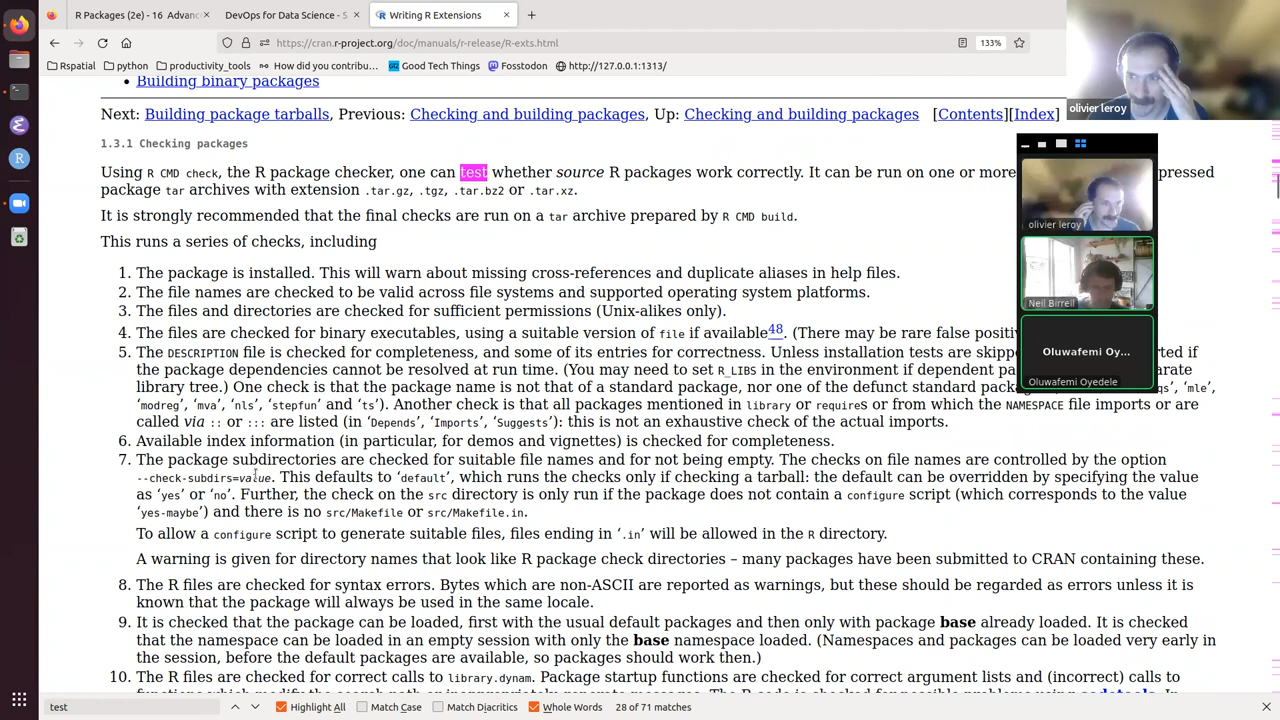 R Packages (2e) - 16 Advanc
DevOps for Data Science - 5
Writing R Extensions
https://cran.r-project.org/doc/manuals/r-release/R-exts.html
133%
Rspatial
python
productivity_tools
How did you contribu…
Good Tech Things
Fosstodon
http://127.0.0.1:1313/
olivier leroy
Building binary packages
Next: Building package tarballs, Previous: Checking and building packages, Up: Checking and building packages [Contents][Index]
1.3.1 Checking packages
Using R CMD check, the R package checker, one can test whether source R packages work correctly. It can be run on one or more
pressed
package tar archives with extension .tar.gz, .tgz, .tar.bz2 or .tar.xz.
It is strongly recommended that the final checks are run on a tar archive prepared by R CMD build.
This runs a series of checks, including
1. The package is installed. This will warn about missing cross-references and duplicate aliases in help files.
2. The file names are checked to be valid across file systems and supported operating system platforms.
3. The files and directories are checked for sufficient permissions (Unix-alikes only).
4. The files are checked for binary executables, using a suitable version of file if available48. (There may be rare false positiv
5. The DESCRIPTION file is checked for completeness, and some of its entries for correctness. Unless installation tests are skipp
rted if
the package dependencies cannot be resolved at run time. (You may need to set R_LIBS in the environment if dependent pa
arate
library tree.) One check is that the package name is not that of a standard package, nor one of the defunct standard packa
qs’, ‘mle’,
‘modreg’, ‘mva’, ‘nls’, ‘stepfun’ and ‘ts’). Another check is that all packages mentioned in library or requires or from which the NAMESPACE file imports or are
called via :: or ::: are listed (in ‘Depends’, ‘Imports’, ‘Suggests’): this is not an exhaustive check of the actual imports.
6. Available index information (in particular, for demos and vignettes) is checked for completeness.
7. The package subdirectories are checked for suitable file names and for not being empty. The checks on file names are controlled by the option
--check-subdirs=value. This defaults to ‘default’, which runs the checks only if checking a tarball: the default can be overridden by specifying the value
as ‘yes’ or ‘no’. Further, the check on the src directory is only run if the package does not contain a configure script (which corresponds to the value
‘yes-maybe’) and there is no src/Makefile or src/Makefile.in.
To allow a configure script to generate suitable files, files ending in ‘.in’ will be allowed in the R directory.
A warning is given for directory names that look like R package check directories – many packages have been submitted to CRAN containing these.
8. The R files are checked for syntax errors. Bytes which are non-ASCII are reported as warnings, but these should be regarded as errors unless it is
known that the package will always be used in the same locale.
9. It is checked that the package can be loaded, first with the usual default packages and then only with package base already loaded. It is checked
that the namespace can be loaded in an empty session with only the base namespace loaded. (Namespaces and packages can be loaded very early in
the session, before the default packages are available, so packages should work then.)
10. The R files are checked for correct calls to library.dynam. Package startup functions are checked for correct argument lists and (incorrect) calls to
olivier leroy
Neil Birrell
Oluwafemi Oy…
Oluwafemi Oyedele
test
Highlight All
Match Case
Match Diacritics
Whole Words
28 of 71 matches